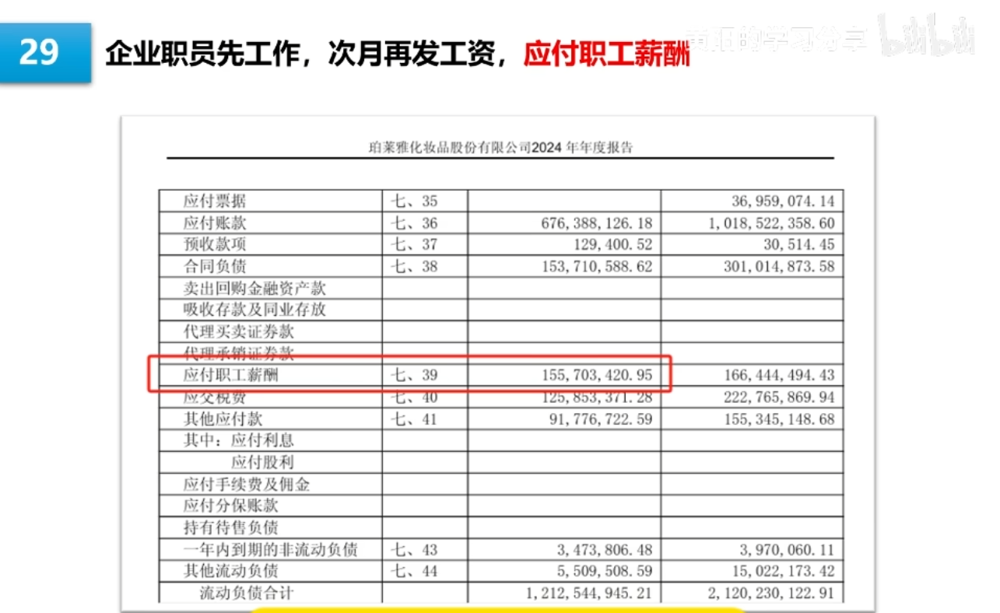 29
企业职员先工作，次月再发工资，应付职工薪酬
黄阳的学习分享 bilibili
珀莱雅化妆品股份有限公司2024 年年度报告
应付票据 七、35 36,959,074.14
应付账款 七、36 676,388,126.18 1,018,522,358.60
预收款项 七、37 129,400.52 30,514.45
合同负债 七、38 153,710,588.62 301,014,873.58
卖出回购金融资产款
吸收存款及同业存放
代理买卖证券款
代理承销证券款
应付职工薪酬 七、39 155,703,420.95 166,444,494.43
应交税费 七、40 125,853,371.28 222,765,869.94
其他应付款 七、41 91,776,722.59 155,345,148.68
其中：应付利息
应付股利
应付手续费及佣金
应付分保账款
持有待售负债
一年内到期的非流动负债 七、43 3,473,806.48 3,970,060.11
其他流动负债 七、44 5,509,508.59 15,022,173.42
流动负债合计 1,212,544,945.21 2,120,230,122.91